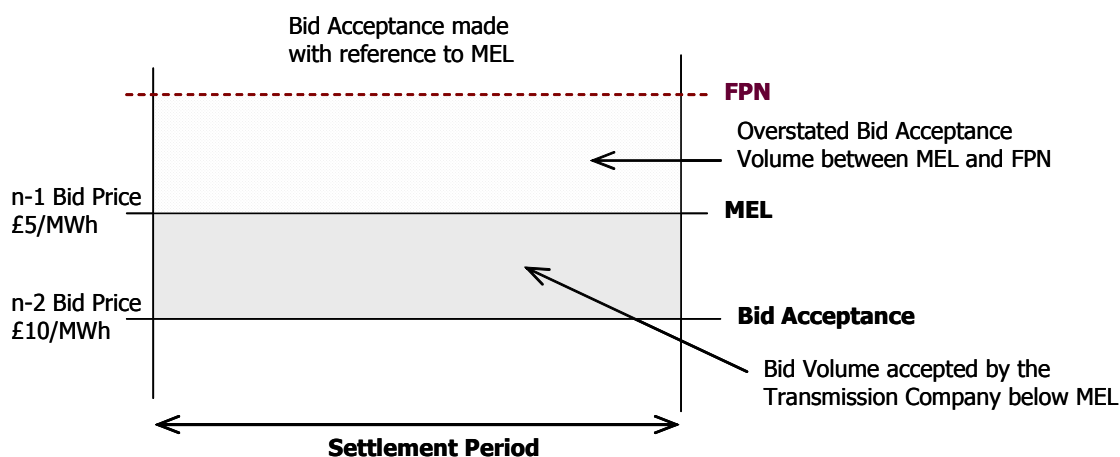 Bid Acceptance made
with reference to MEL
FPN
Overstated Bid Acceptance
Volume between MEL and FPN
n-1 Bid Price
£5/MWh
MEL
n-2 Bid Price
£10/MWh
Bid Acceptance
Bid Volume accepted by the
Transmission Company below MEL
Settlement Period